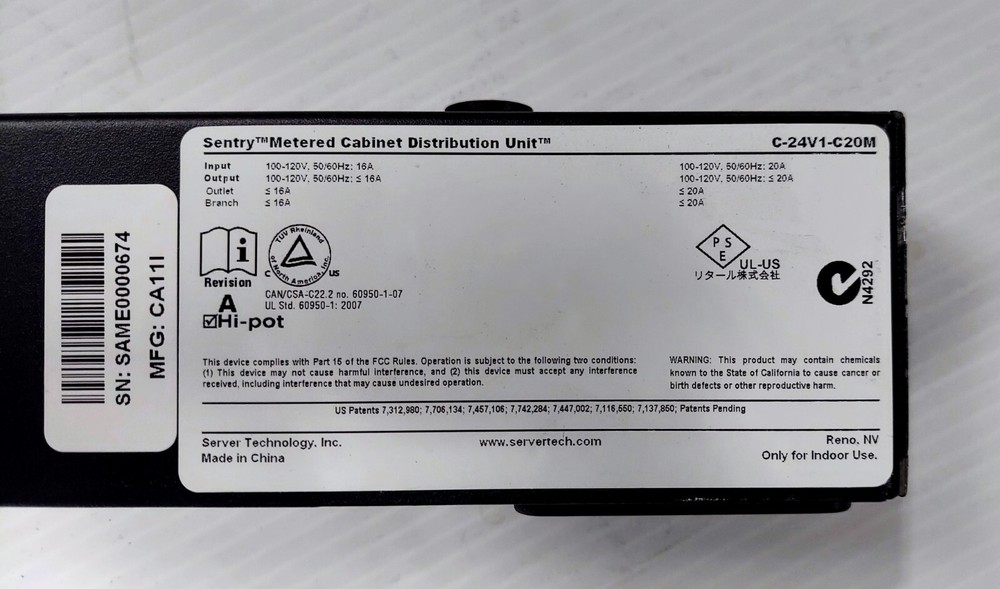 Sentry™Metered Cabinet Distribution Unit™
C-24V1-C20M
Input 100-120V, 50/60Hz; 16A
Output 100-120V, 50/60Hz; ≤ 16A
Outlet ≤ 16A
Branch ≤ 16A
100-120V, 50/60Hz; 20A
100-120V, 50/60Hz; ≤ 20A
≤ 20A
≤ 20A
Revision
A
☑Hi-pot
TUV Rheinland
of North America, Inc.
C US
CAN/CSA-C22.2 no. 60950-1-07
UL Std. 60950-1: 2007
P S
E
UL-US
リタール株式会社
N4292
This device complies with Part 15 of the FCC Rules. Operation is subject to the following two conditions:
(1) This device may not cause harmful interference, and (2) this device must accept any interference
received, including interference that may cause undesired operation.
WARNING: This product may contain chemicals
known to the State of California to cause cancer or
birth defects or other reproductive harm.
US Patents 7,312,980; 7,706,134; 7,457,106; 7,742,284; 7,447,002; 7,116,550; 7,137,850; Patents Pending
Server Technology, Inc.
www.servertech.com
Reno, NV
Made in China
Only for Indoor Use.
SN: SAME0000674
MFG: CA11I